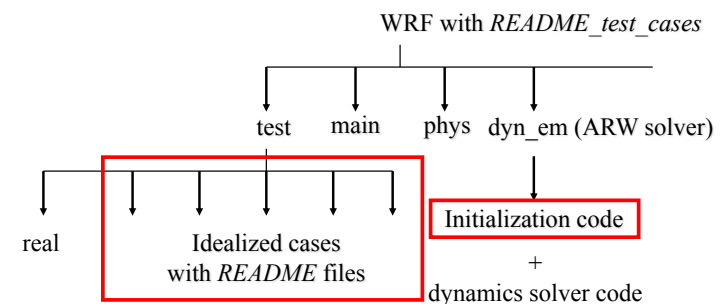 WRF with README_test_cases
test main phys dyn_em (ARW solver)
real
Idealized cases
with README files
Initialization code
+
dynamics solver code